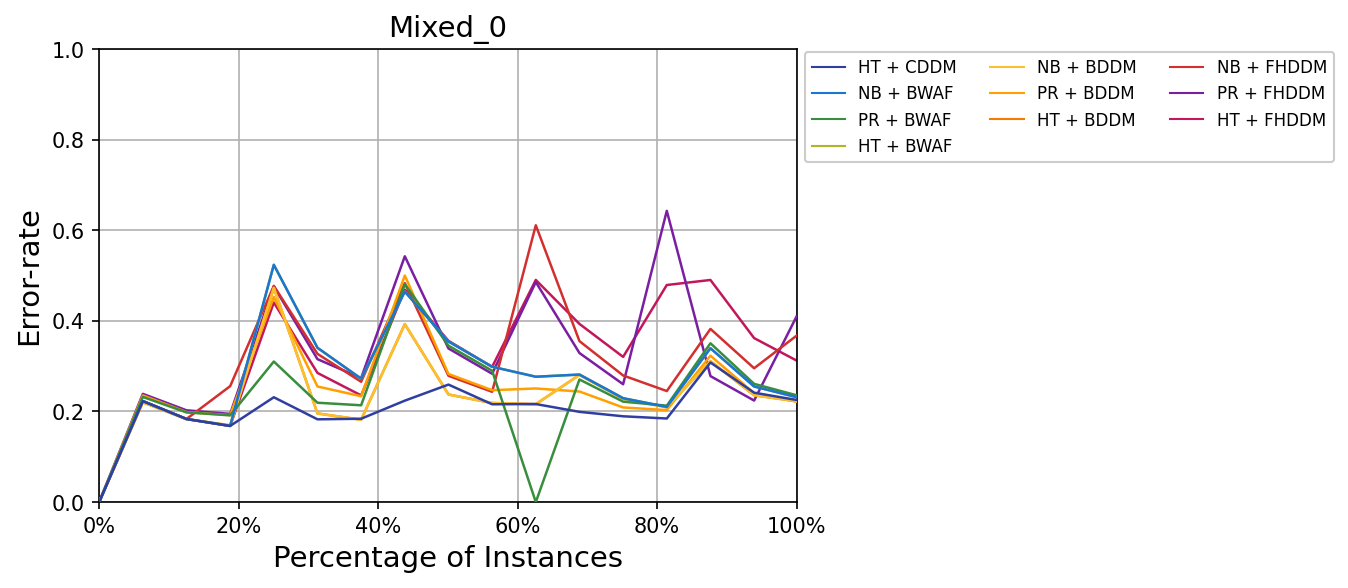 Mixed_0
1.0
0.8
0.6
0.4
0.2
0.0
Error-rate
0% 20% 40% 60% 80% 100%
Percentage of Instances
HT + CDDM NB + BDDM NB + FHDDM
NB + BWAF PR + BDDM PR + FHDDM
PR + BWAF HT + BDDM HT + FHDDM
HT + BWAF